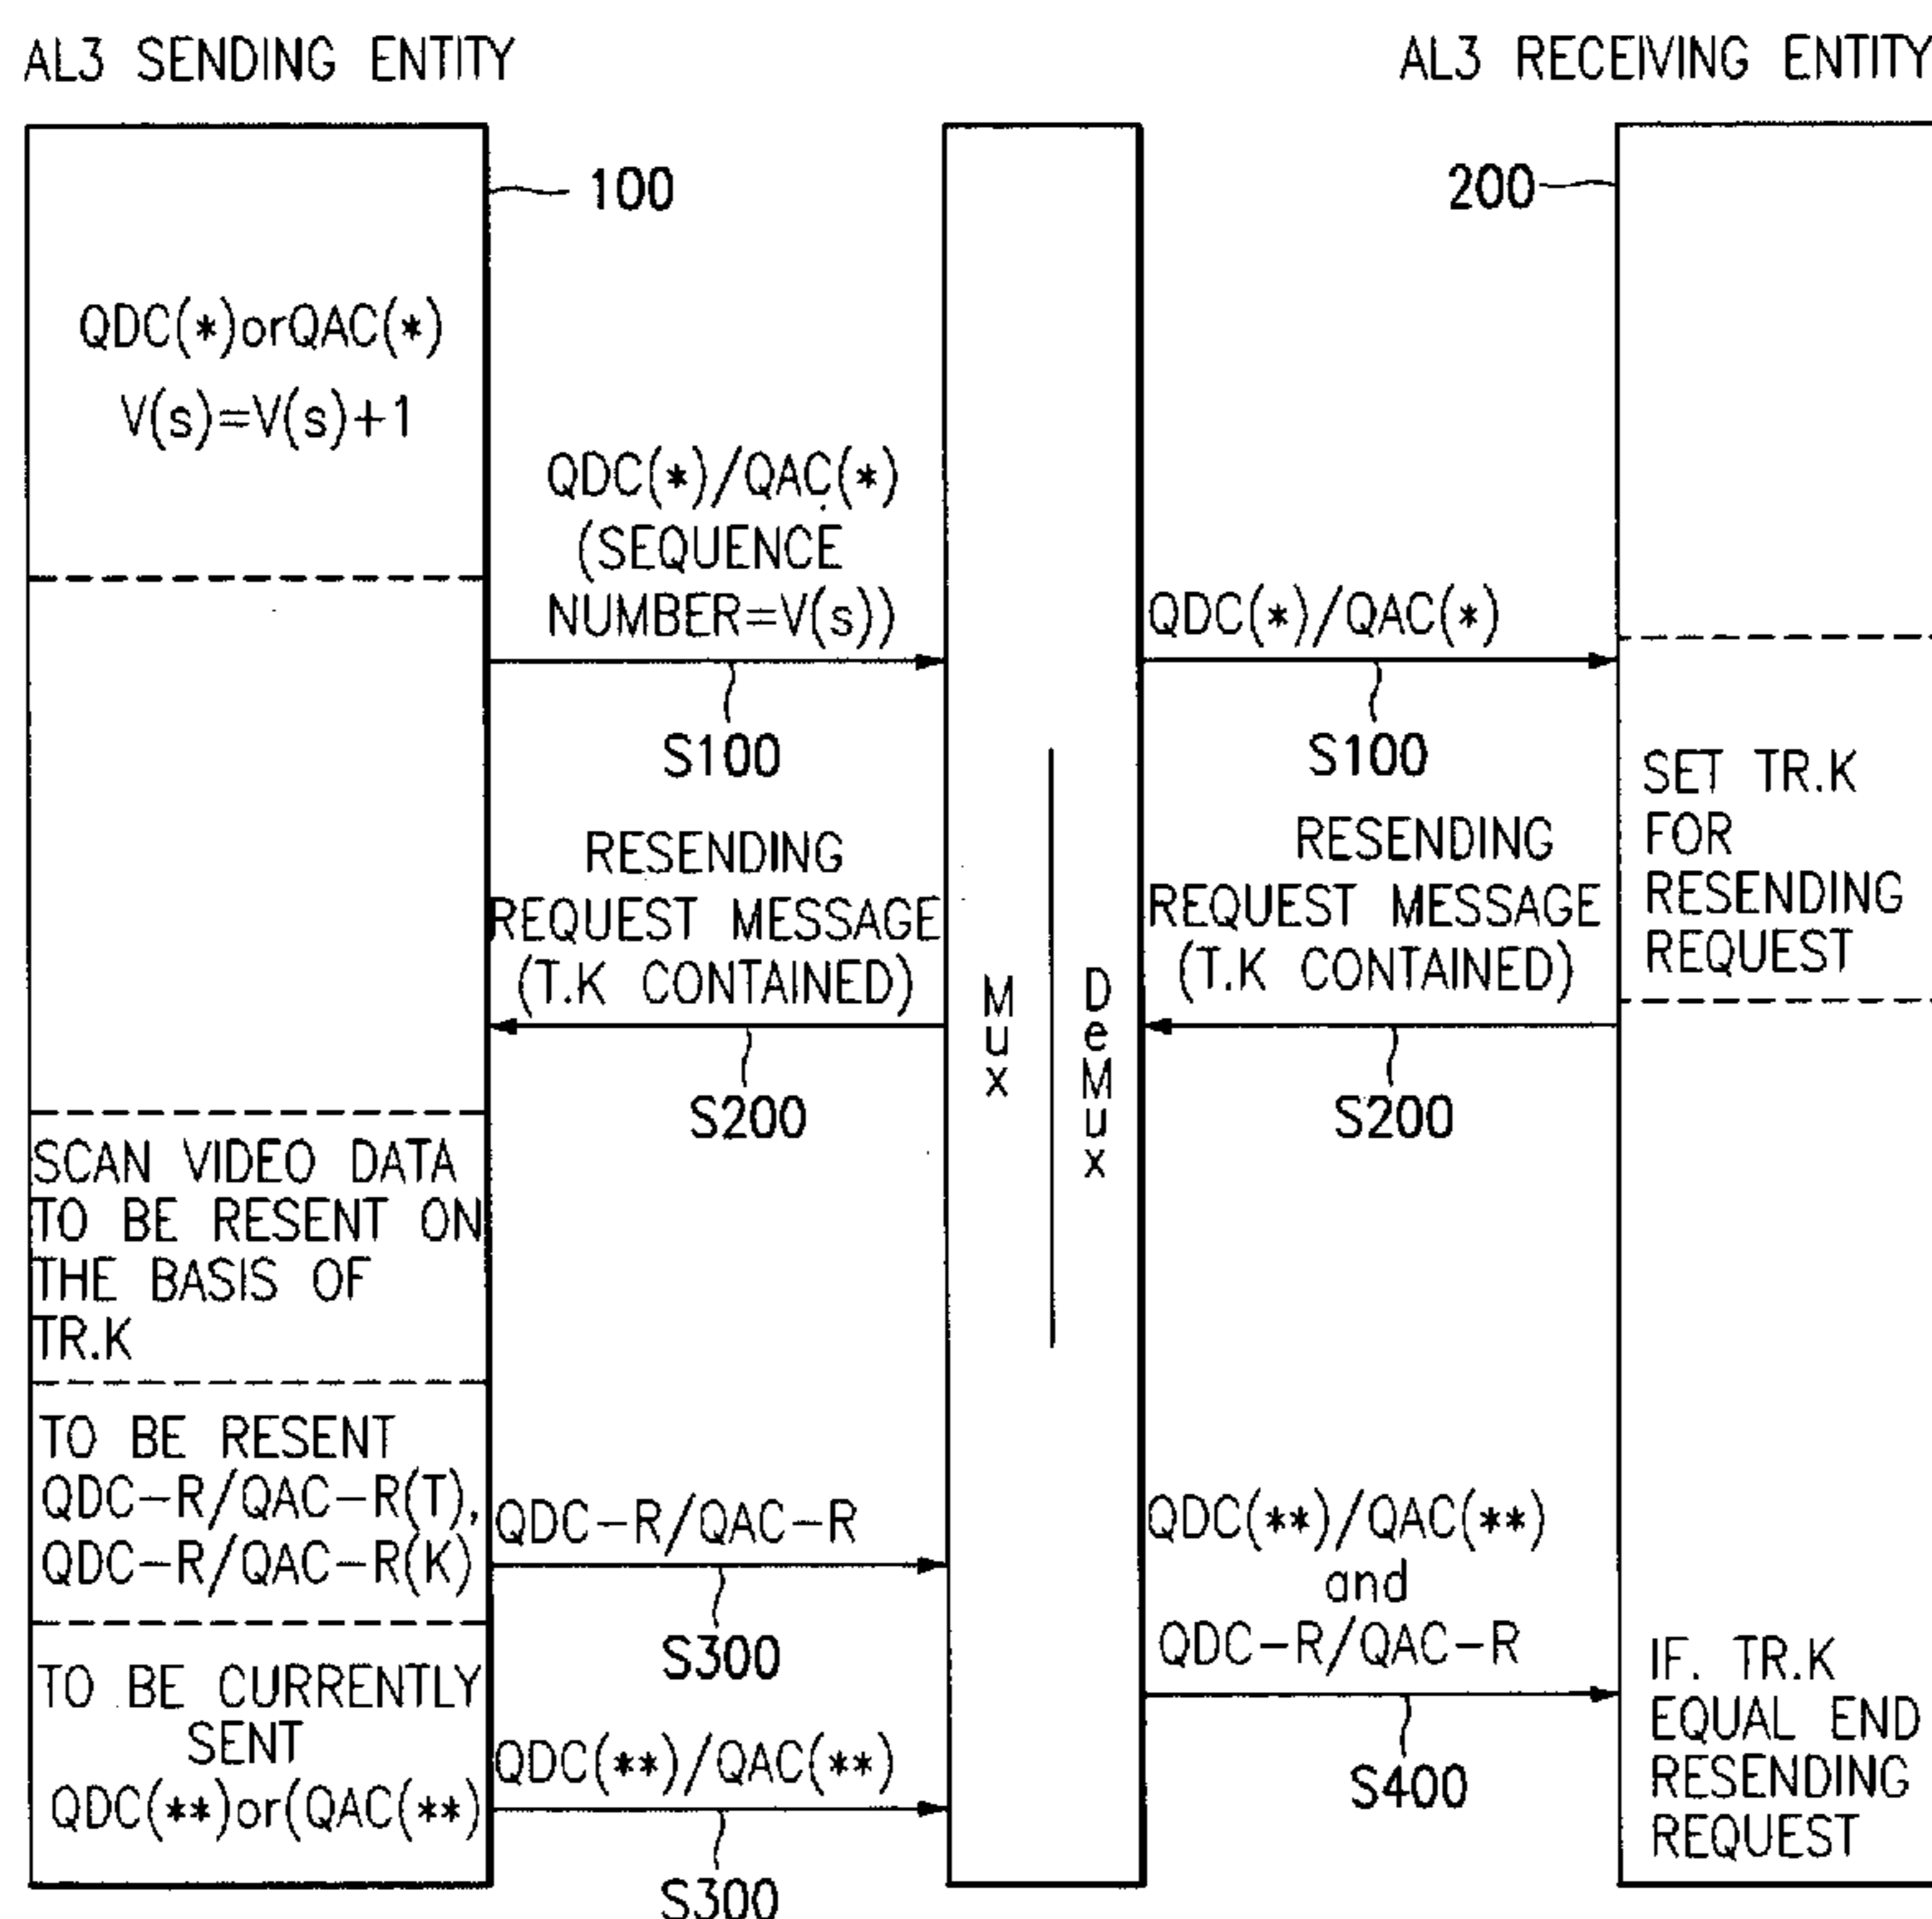 AL3 SENDING ENTITY
AL3 RECEIVING ENTITY
100
200
QDC(*)orQAC(*)
V(s)=V(s)+1
QDC(*)/QAC(*)
(SEQUENCE
NUMBER=V(s))
S100
QDC(*)/QAC(*)
S100
SET TR.K
FOR
RESENDING
REQUEST
RESENDING
REQUEST MESSAGE
(T.K CONTAINED)
S200
RESENDING
REQUEST MESSAGE
(T.K CONTAINED)
S200
Mux
DeMux
SCAN VIDEO DATA
TO BE RESENT ON
THE BASIS OF
TR.K
TO BE RESENT
QDC-R/QAC-R(T),
QDC-R/QAC-R(K)
QDC-R/QAC-R
S300
TO BE CURRENTLY
SENT
QDC(**)or(QAC(**)
QDC(**)/QAC(**)
S300
QDC(**)/QAC(**)
and
QDC-R/QAC-R
S400
IF. TR.K
EQUAL END
RESENDING
REQUEST